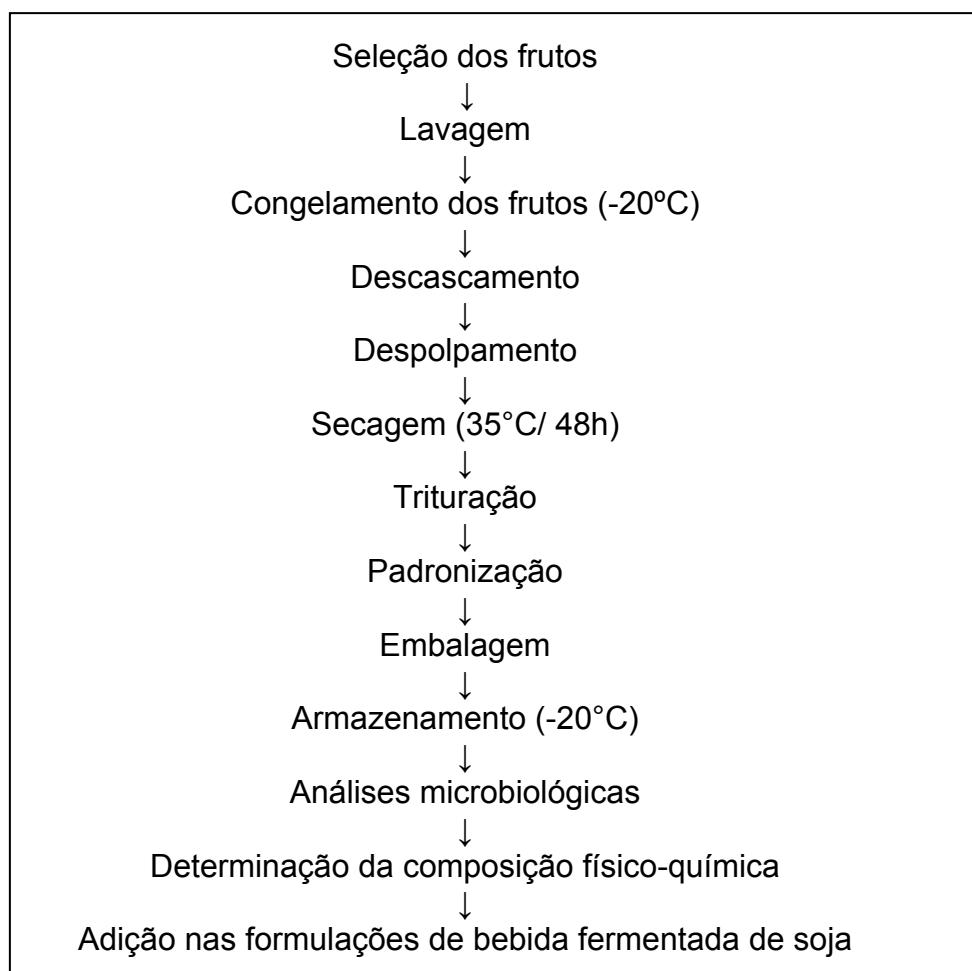 Seleção dos frutos
↓
Lavagem
↓
Congelamento dos frutos (-20ºC)
↓
Descascamento
↓
Despolpamento
↓
Secagem (35°C/ 48h)
↓
Trituração
↓
Padronização
↓
Embalagem
↓
Armazenamento (-20°C)
↓
Análises microbiológicas
↓
Determinação da composição físico-química
↓
Adição nas formulações de bebida fermentada de soja